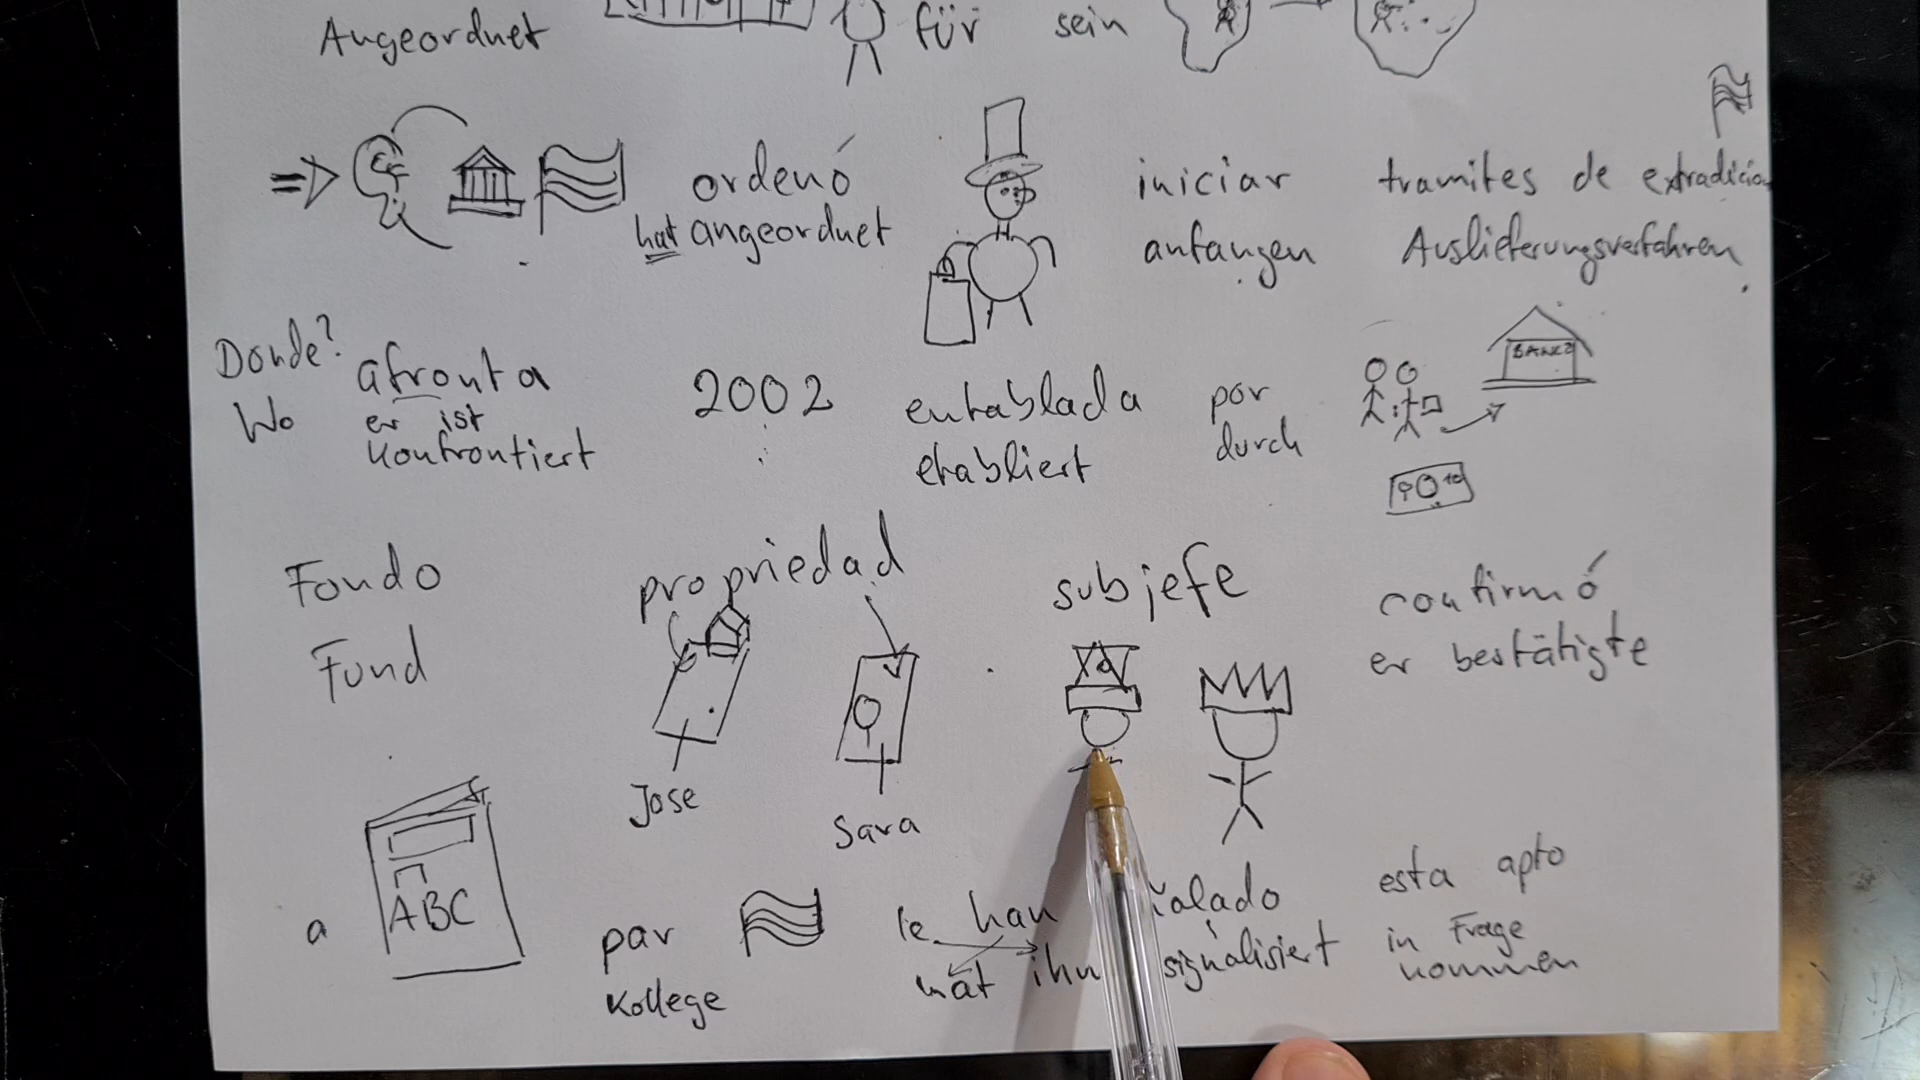 Angeordnet für sein
⇒ ordenó iniciar tramites de extradicion
hat angeordnet anfangen Auslieferungsverfahren
Donde? afronta 2002 entablada por BANCO
Wo er ist konfrontiert etabliert durch
Fondo propriedad subjefe confirmó
Fund er bestätigte
Jose Sara
a ABC par le han alado esta apto
Kollege hat ihn signalisiert in Frage kommen